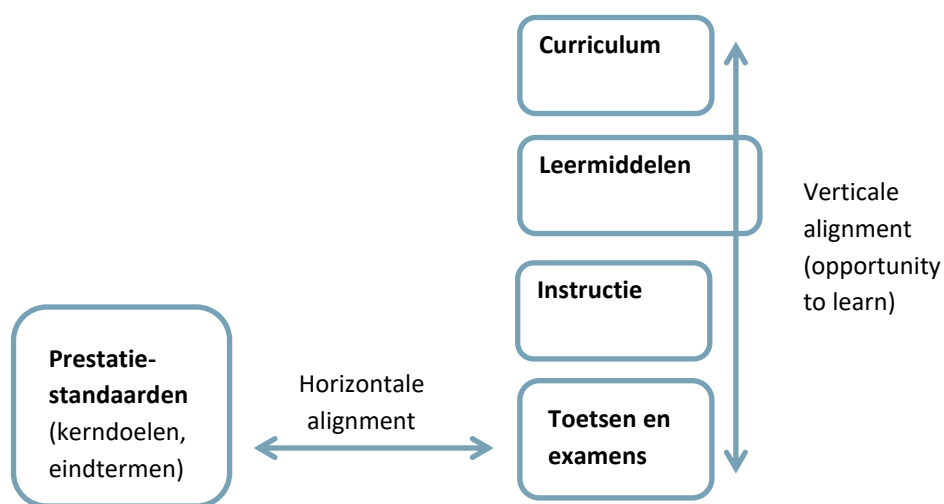 Curriculum
Leermiddelen
Verticale
alignment
(opportunity
to learn)
Instructie
Prestatie-
standaarden
(kerndoelen,
eindtermen)
Horizontale
alignment
Toetsen en
examens